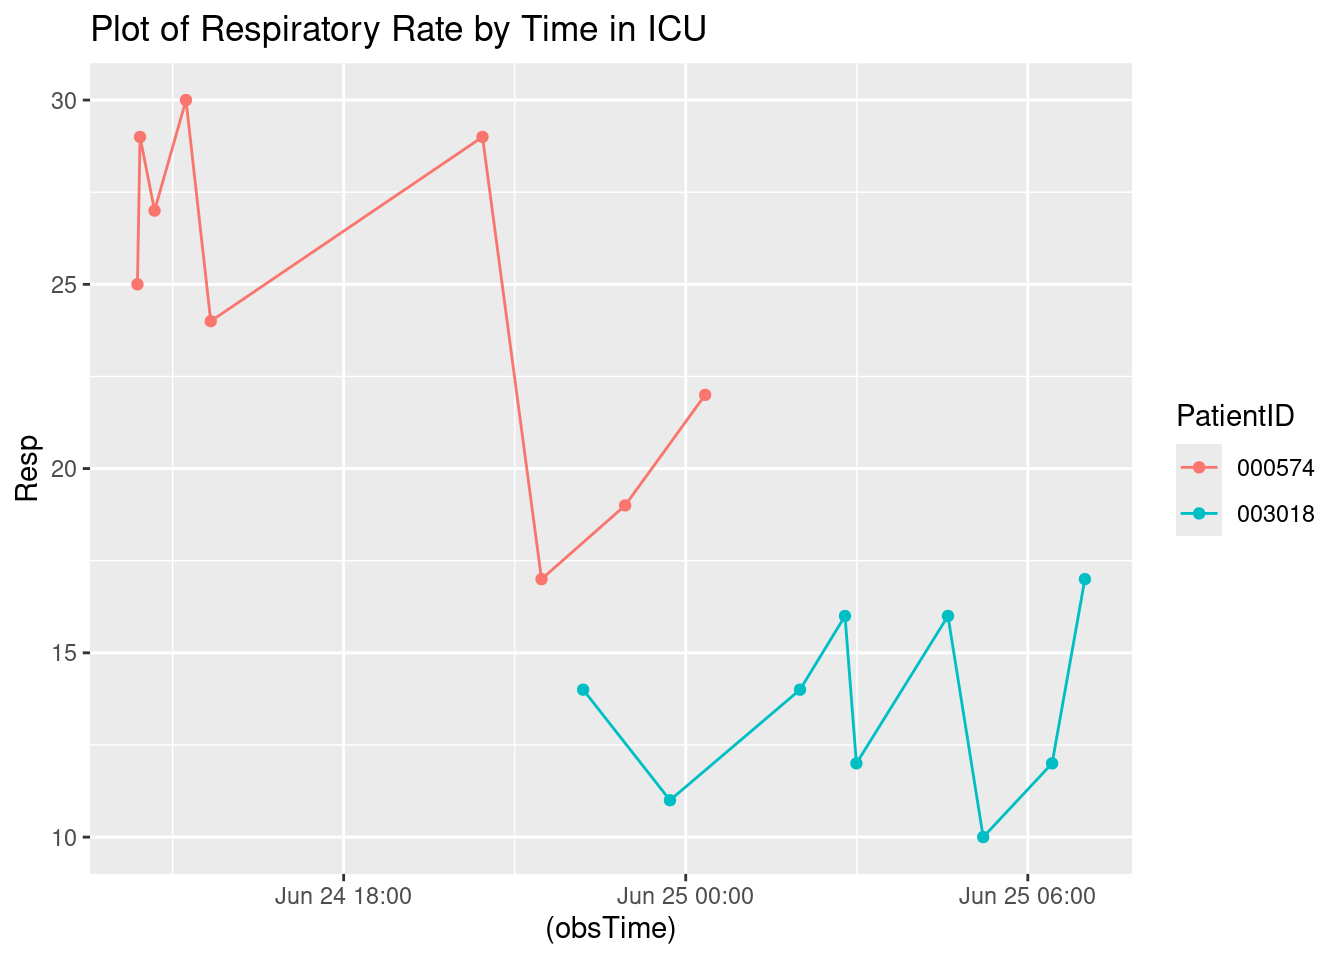 Plot of Respiratory Rate by Time in ICU
30
25
20
15
10
Resp
Jun 24 18:00
Jun 25 00:00
Jun 25 06:00
(obsTime)
PatientID
000574
003018